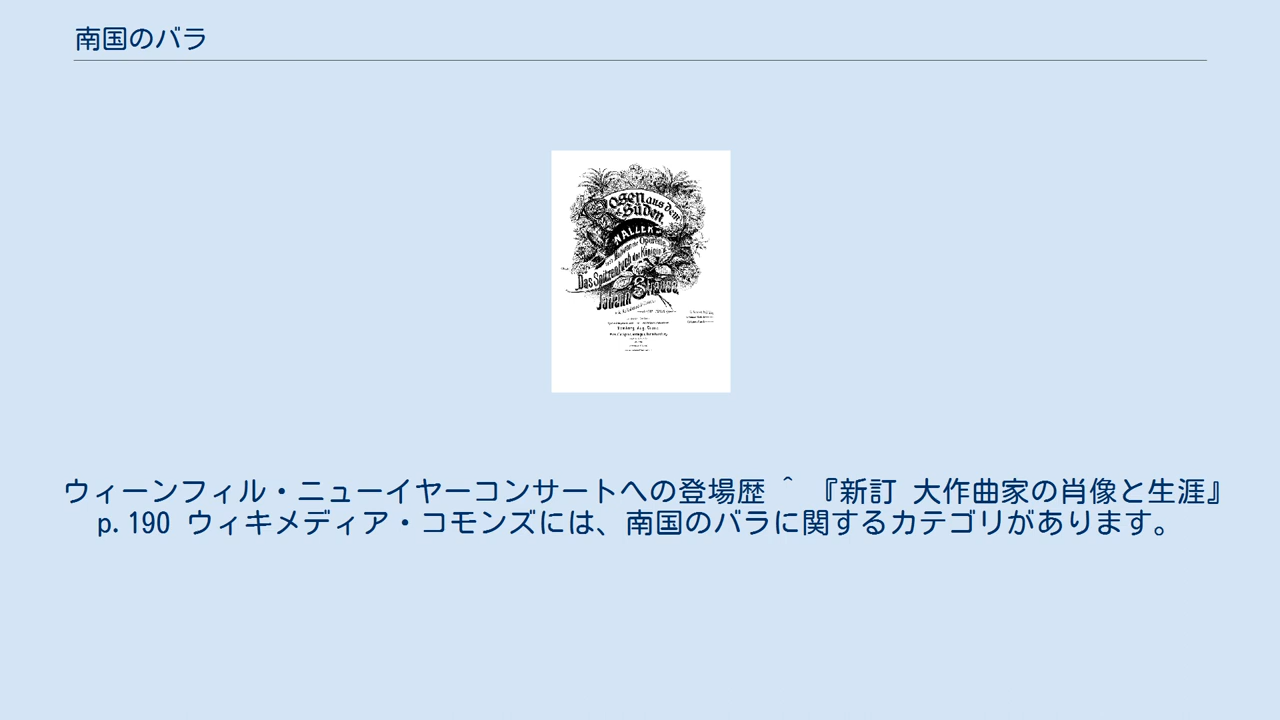 南国のバラ
Rosen aus dem
Süden
WALZER
Das Spitzentuch der Königin
Johann Strauss
ウィーンフィル・ニューイヤーコンサートへの登場歴 ^ 『新訂 大作曲家の肖像と生涯』
p.190 ウィキメディア・コモンズには、南国のバラに関するカテゴリがあります。